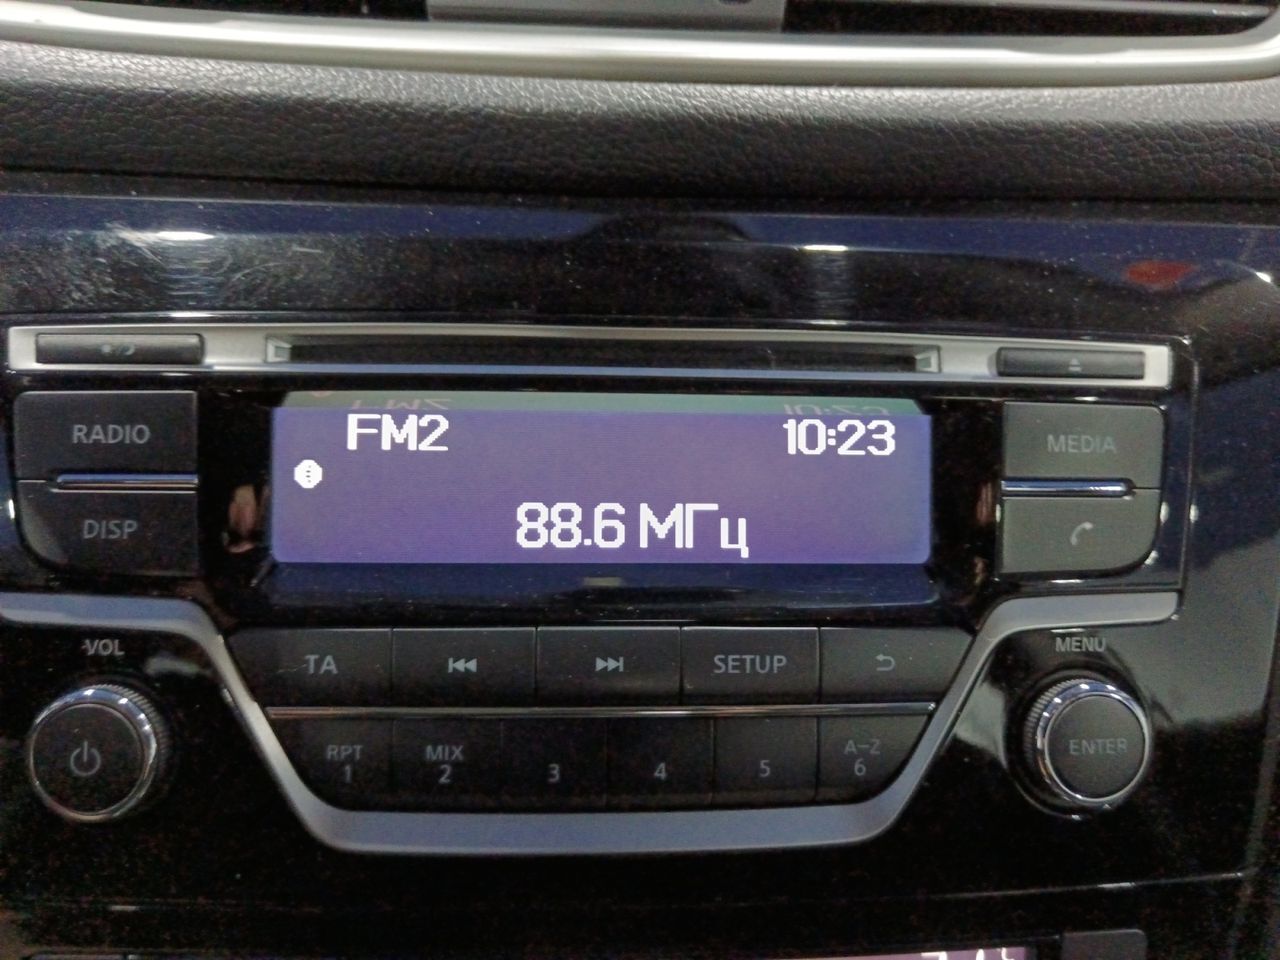 RADIO
FM2 10:23
MEDIA
DISP
88.6 МГц
VOL
TA
SETUP
MENU
RPT MIX A-Z
1 2 3 4 5 6
ENTER